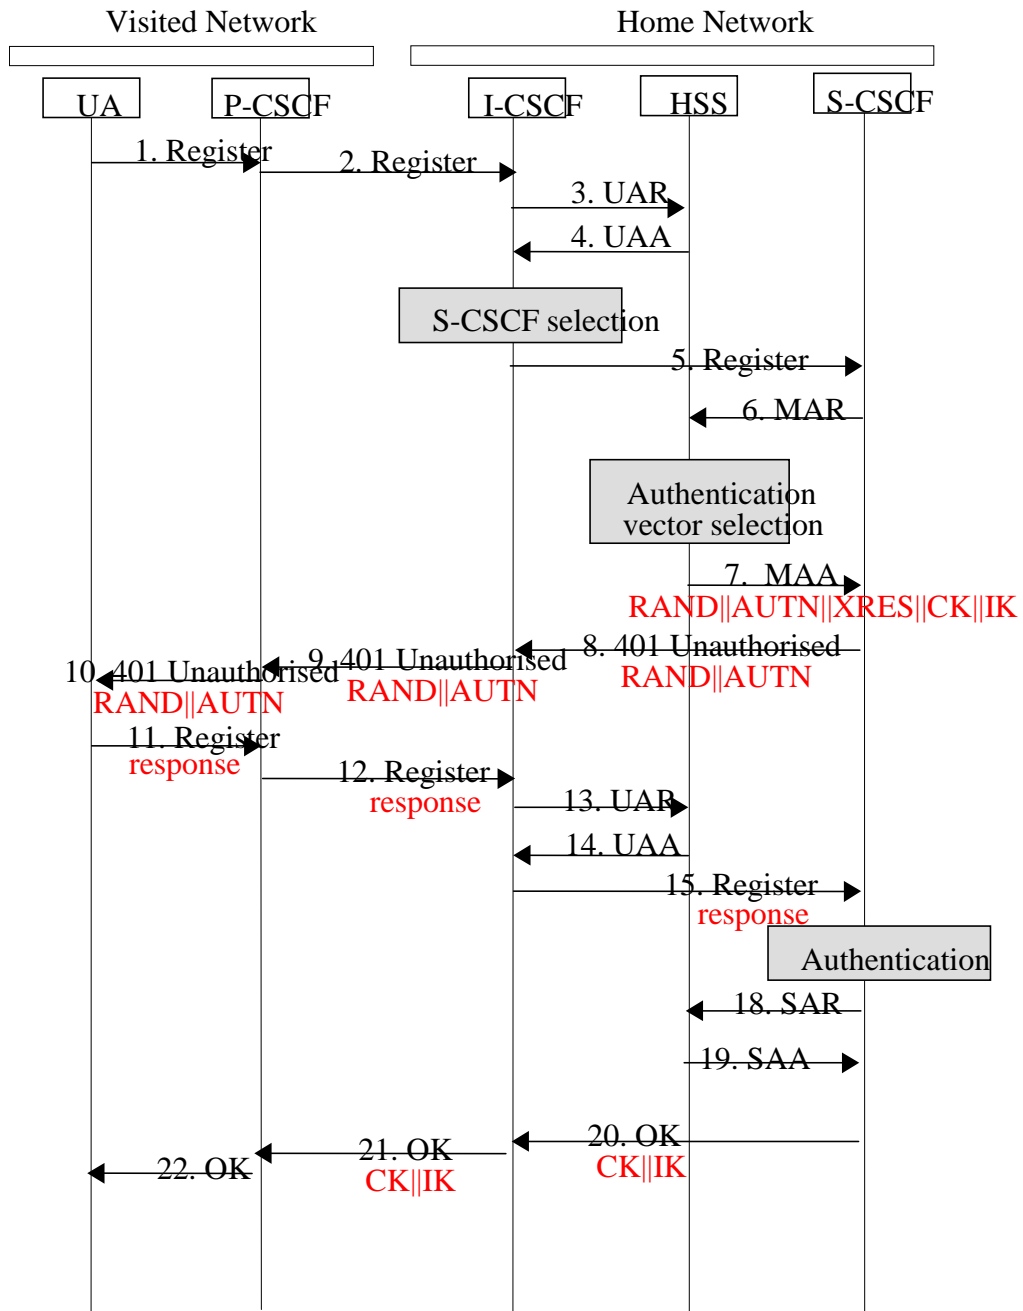 Visited Network
Home Network
UA
P-CSCF
I-CSCF
HSS
S-CSCF
1. Register
2. Register
3. UAR
4. UAA
S-CSCF selection
5. Register
6. MAR
Authentication
vector selection
7. MAA
RAND||AUTN||XRES||CK||IK
8. 401 Unauthorised
RAND||AUTN
9. 401 Unauthorised
RAND||AUTN
10. 401 Unauthorised
RAND||AUTN
11. Register
response
12. Register
response
13. UAR
14. UAA
15. Register
response
Authentication
18. SAR
19. SAA
20. OK
CK||IK
21. OK
CK||IK
22. OK